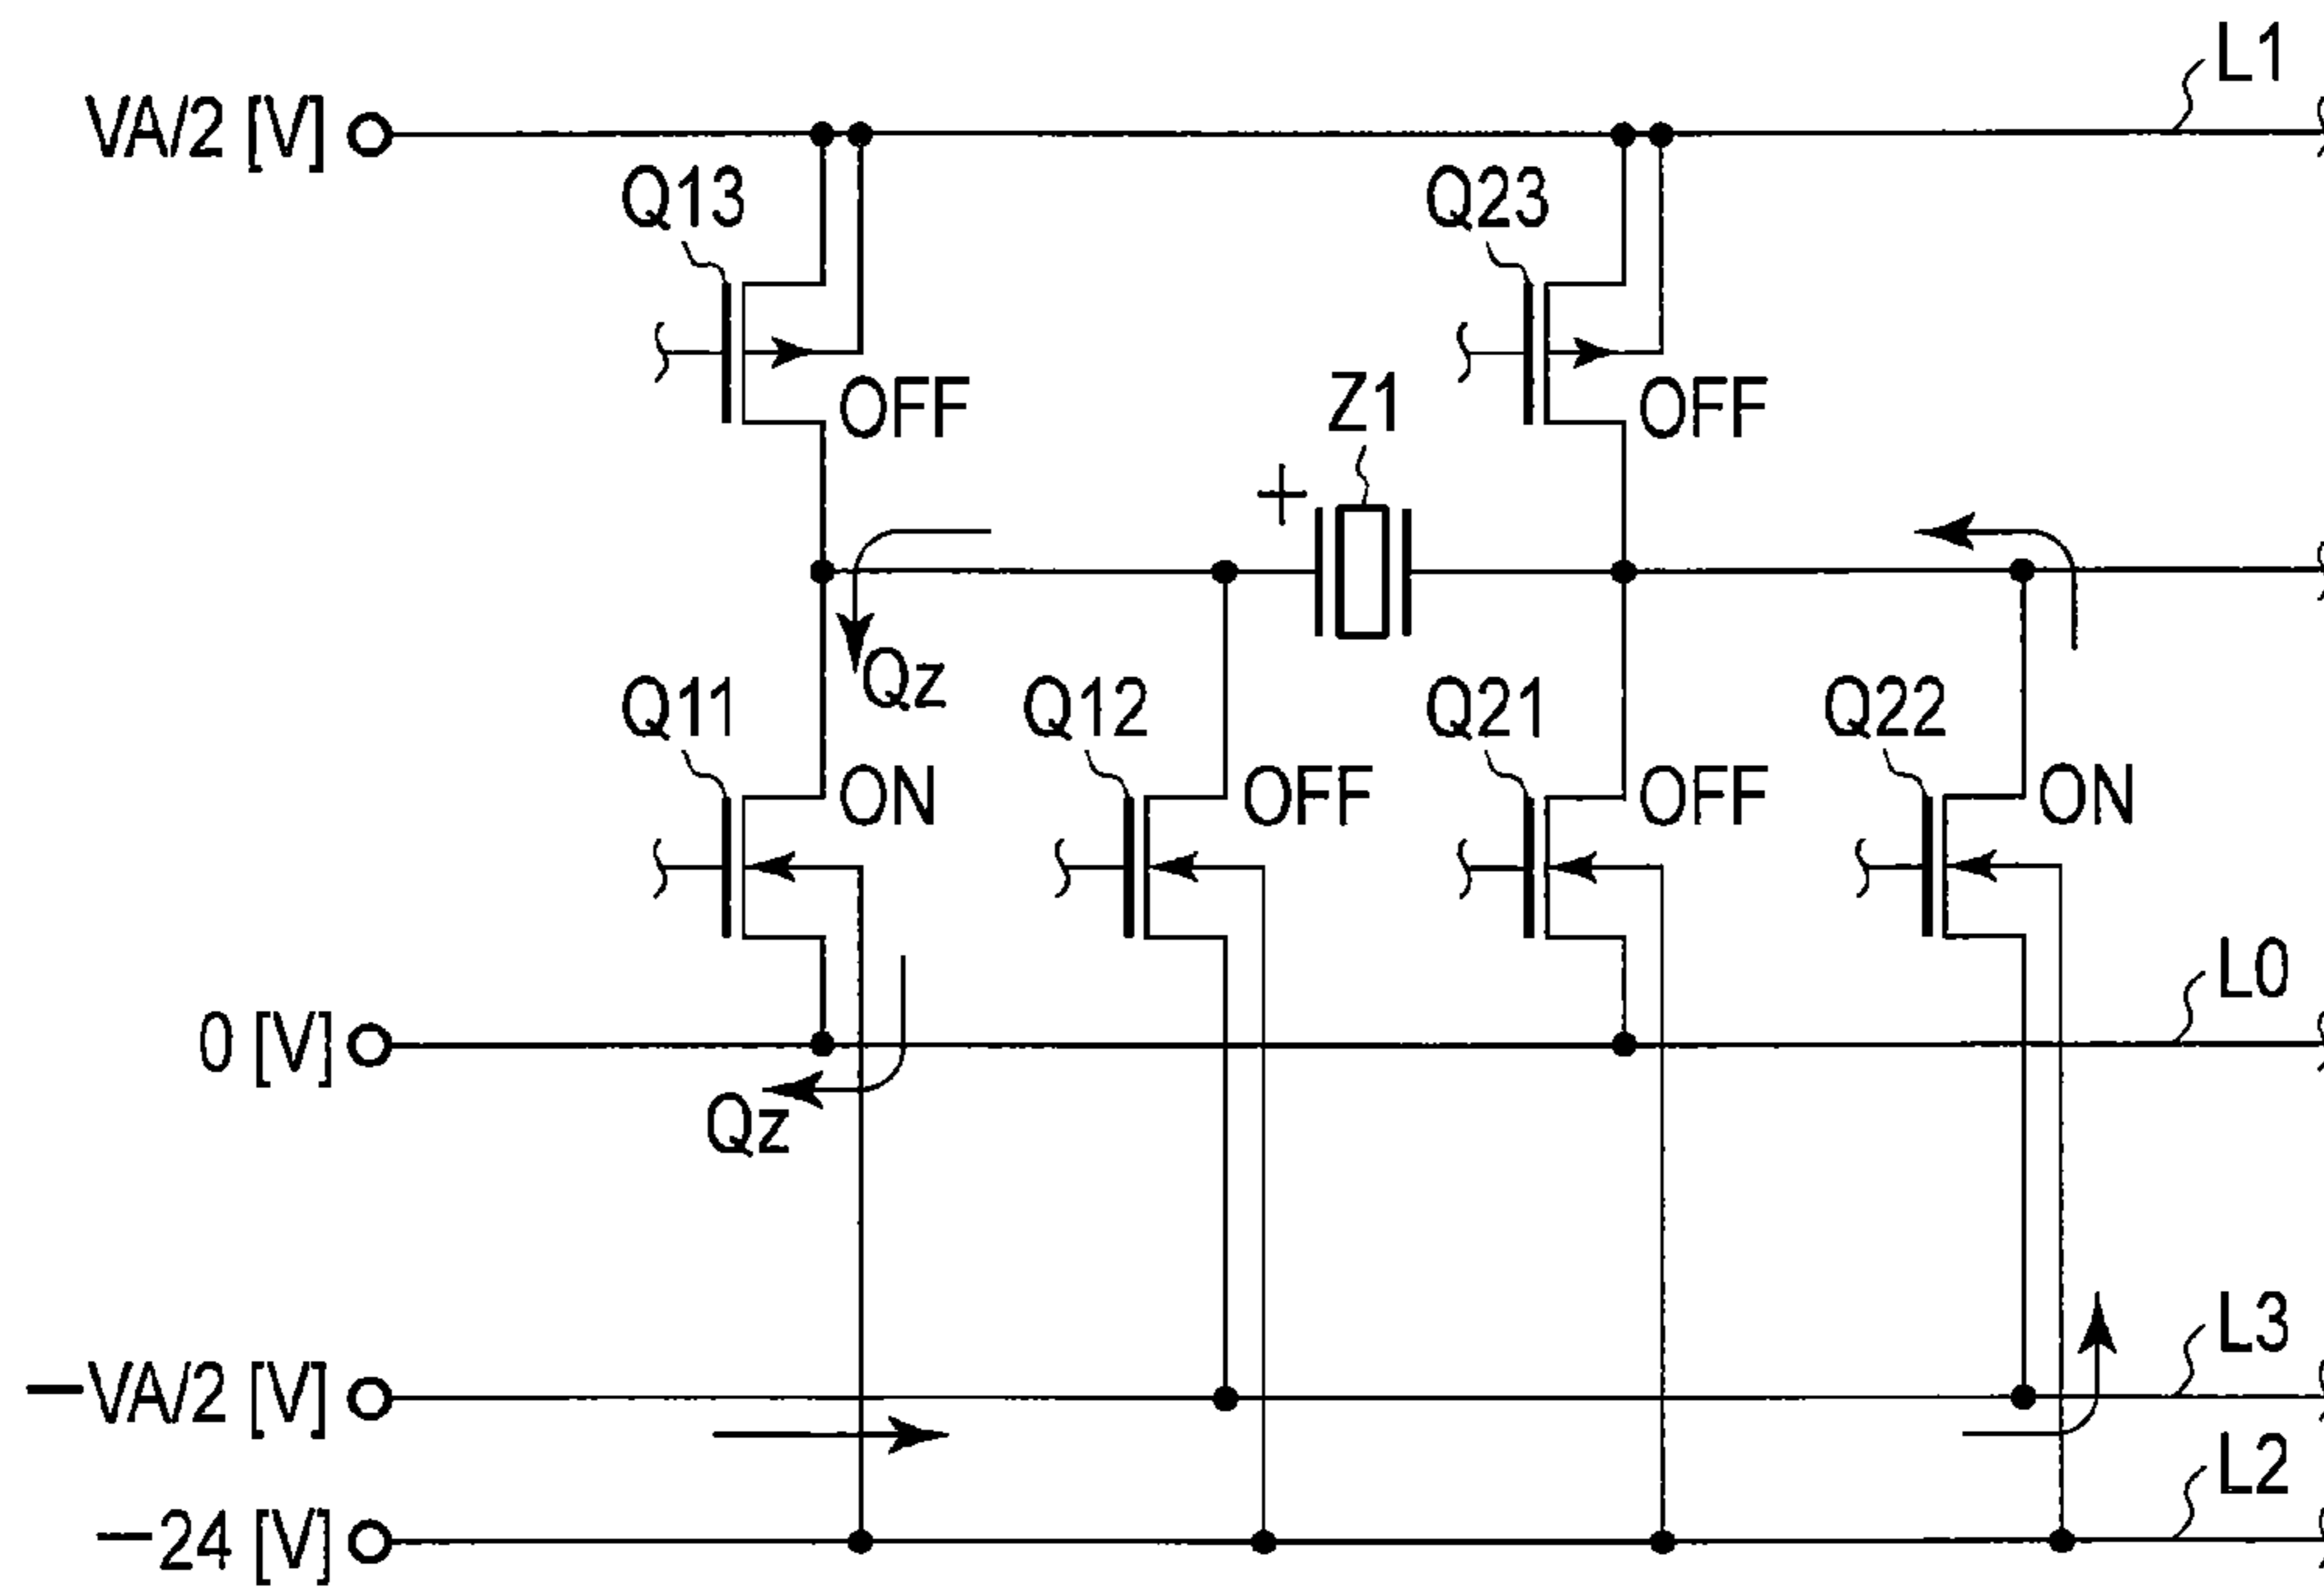 L1
VA/2 [V]
Q13
Q23
OFF
Z1
OFF
+
Qz
Q11
Q12
Q21
Q22
ON
OFF
OFF
ON
L0
0 [V]
Qz
L3
−VA/2 [V]
L2
−24 [V]